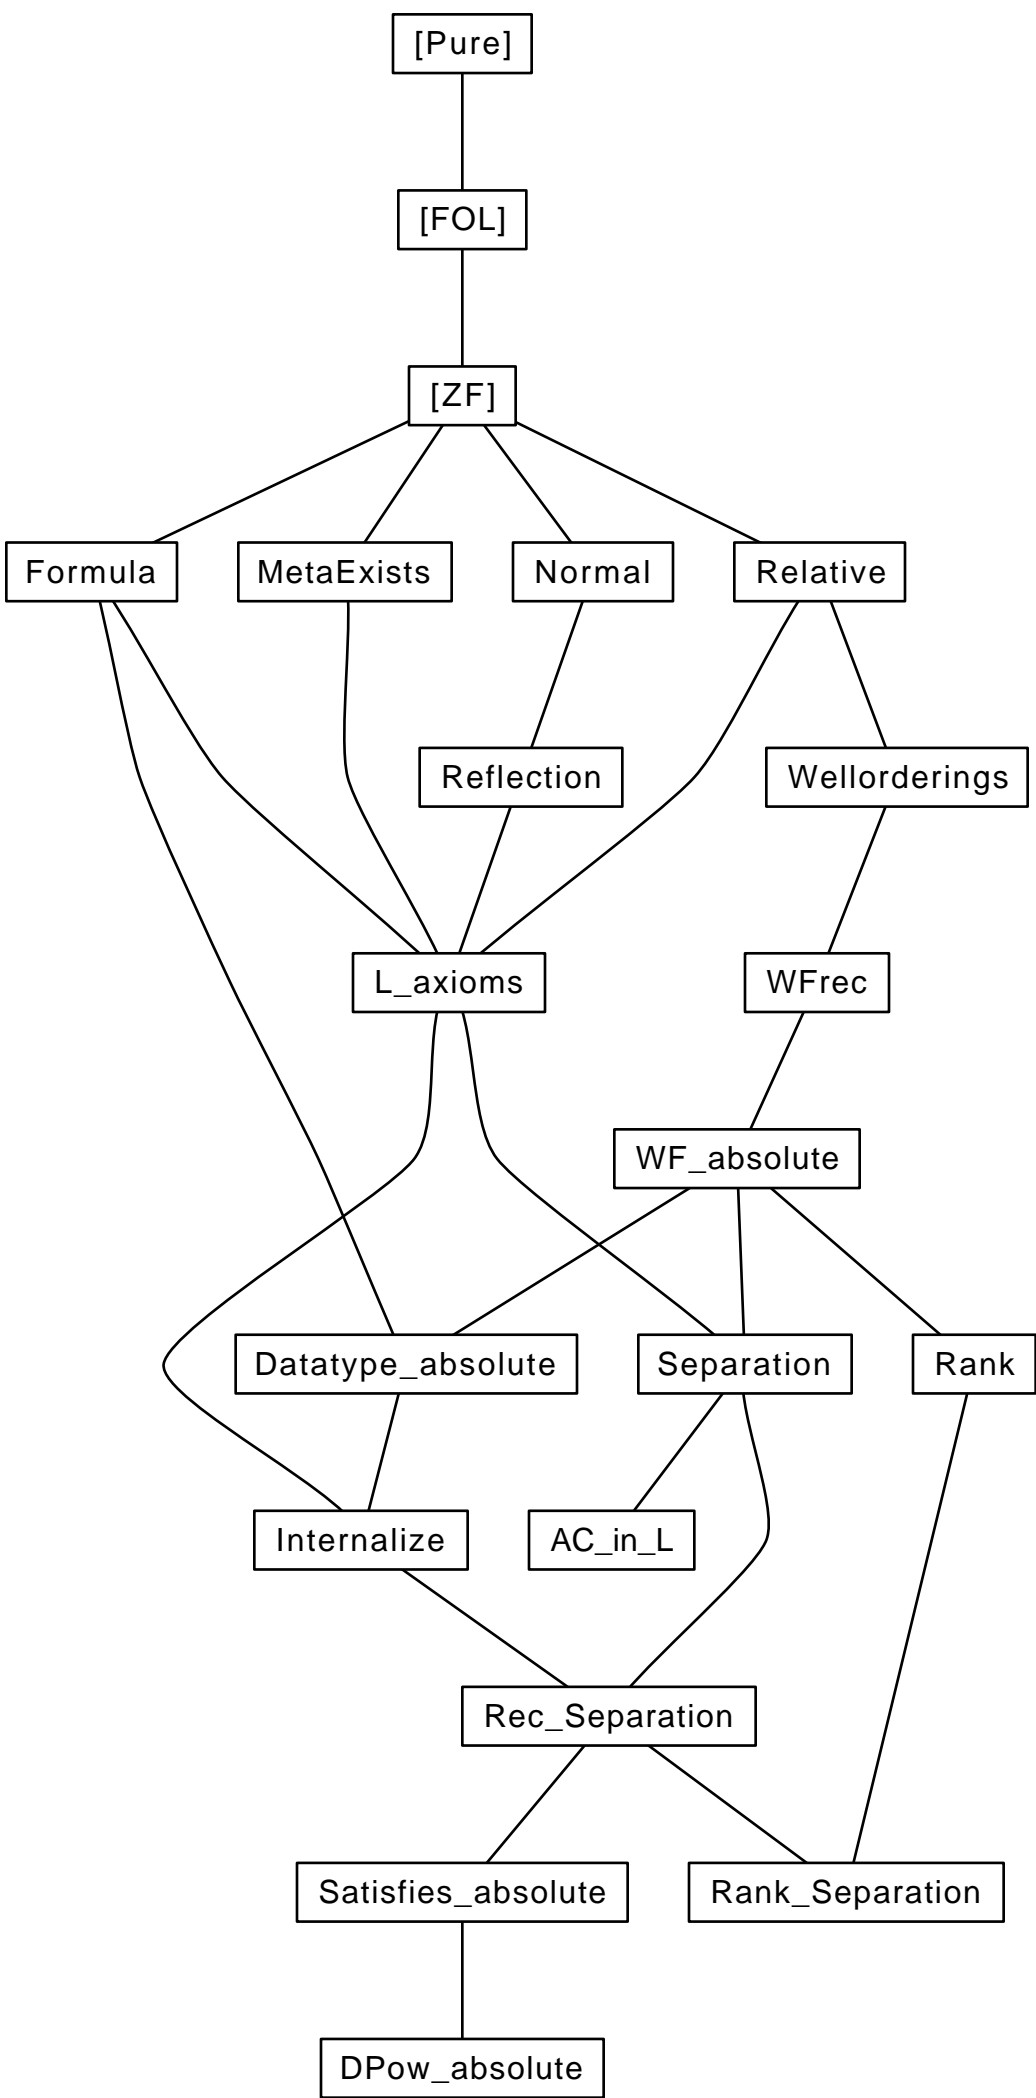 [Pure]
[FOL]
[ZF]
Formula
MetaExists
Normal
Relative
Reflection
Wellorderings
L_axioms
WFrec
WF_absolute
Datatype_absolute
Separation
Rank
Internalize
AC_in_L
Rec_Separation
Satisfies_absolute
Rank_Separation
DPow_absolute